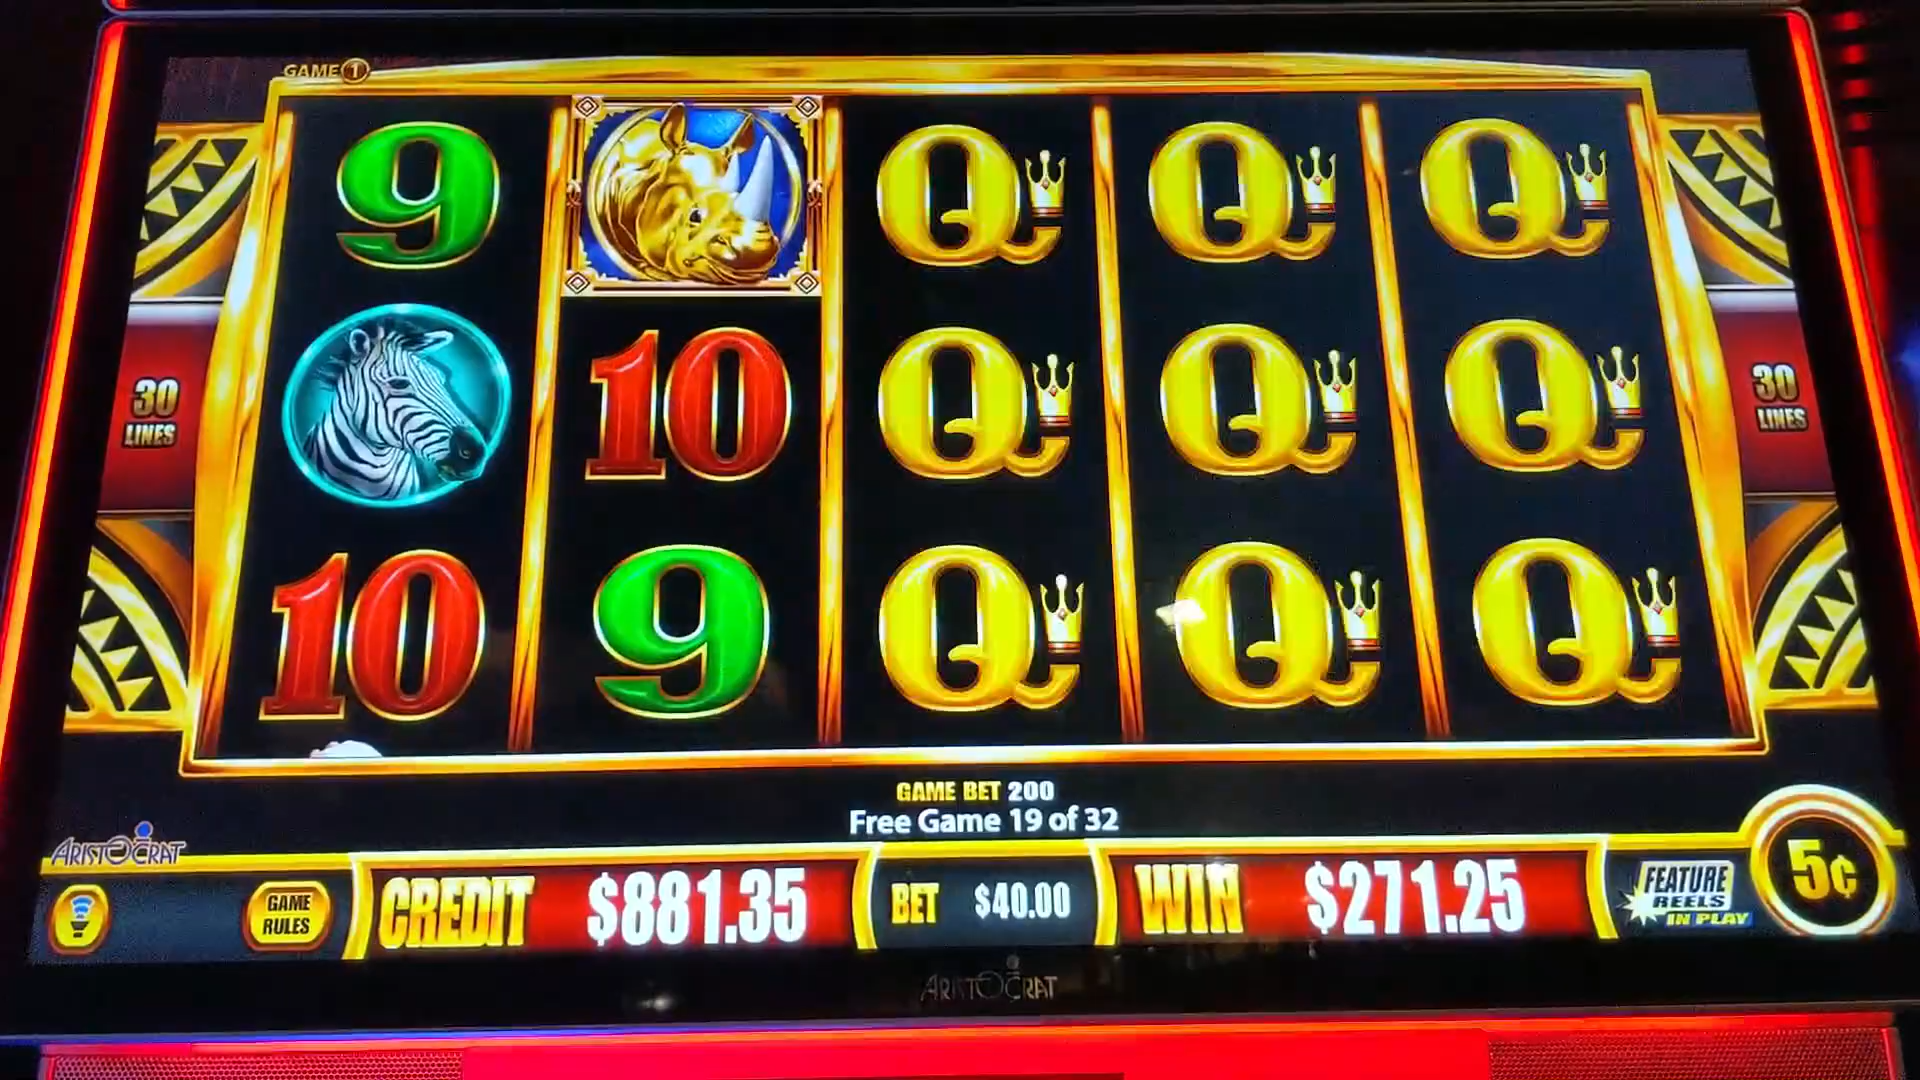 GAME 1
9 Q Q Q
10 Q Q Q
10 9 Q Q Q
30 LINES
30 LINES
GAME BET 200
Free Game 19 of 32
ARISTOCRAT
GAME RULES
CREDIT $881.35
BET $40.00
WIN $271.25
FEATURE REELS IN PLAY
5¢
ARISTOCRAT